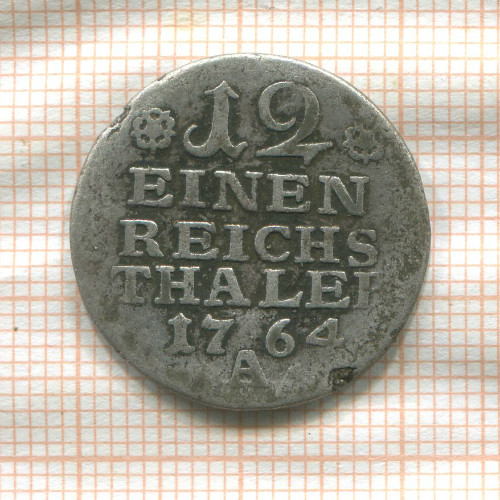 12
EINEN
REICHS
THALER
1764
A